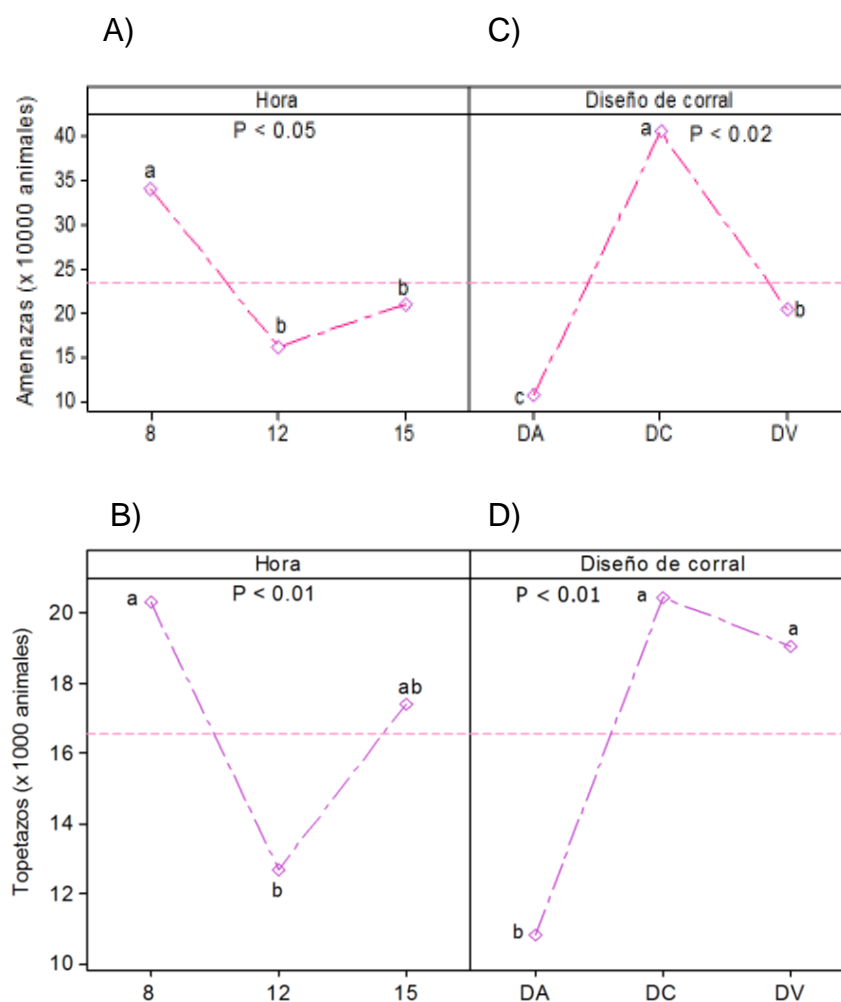 A)
C)
Hora
Diseño de corral
P < 0.05
P < 0.02
Amenazas (x 10000 animales)
40
35
30
25
20
15
10
a
b
b
a
c
b
8
12
15
DA
DC
DV
B)
D)
Hora
Diseño de corral
P < 0.01
P < 0.01
Topetazos (x 1000 animales)
20
18
16
14
12
10
a
b
ab
a
a
b
8
12
15
DA
DC
DV